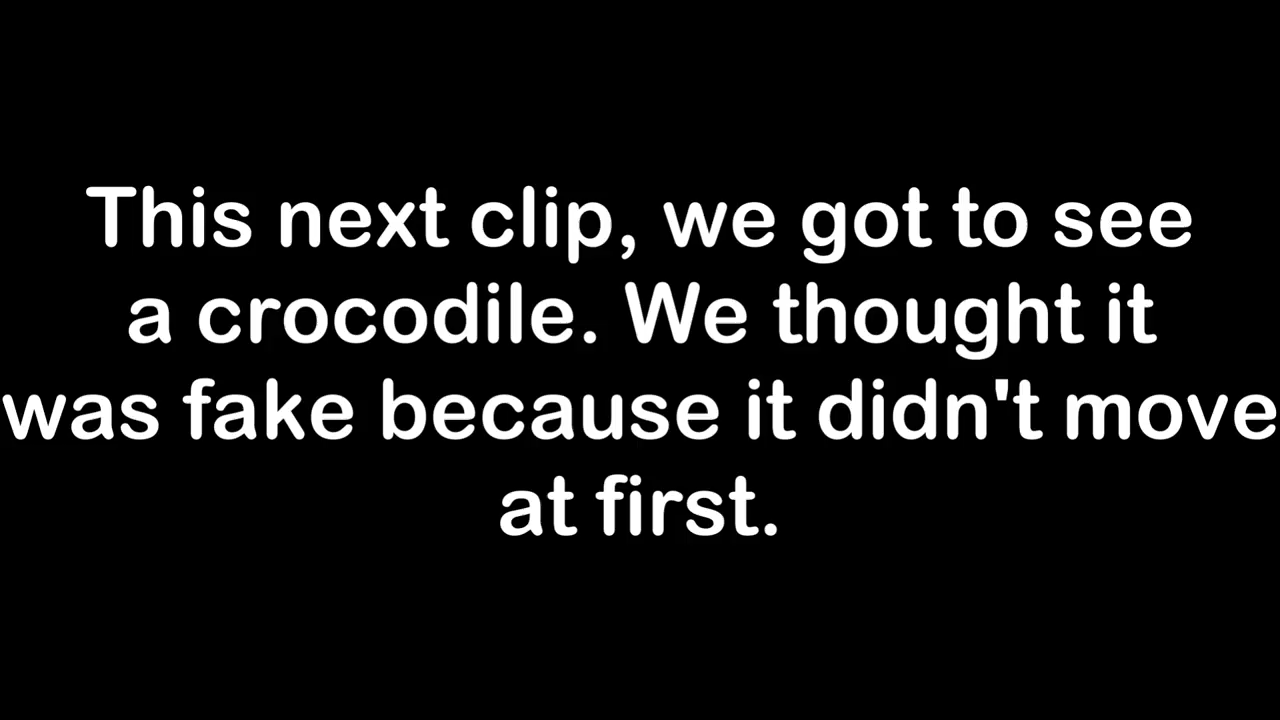 This next clip, we got to see
a crocodile. We thought it
was fake because it didn't move
at first.